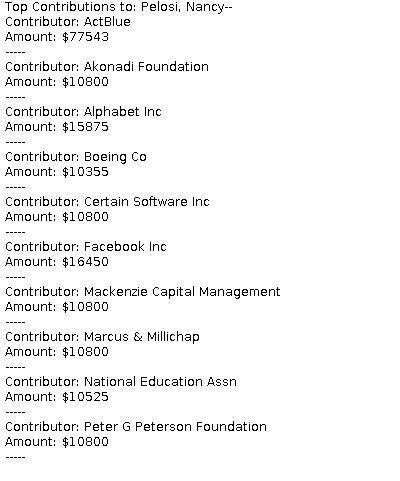 Top Contributions to: Pelosi, Nancy--
Contributor: ActBlue
Amount: $77543
-----
Contributor: Akonadi Foundation
Amount: $10800
-----
Contributor: Alphabet Inc
Amount: $15875
-----
Contributor: Boeing Co
Amount: $10355
-----
Contributor: Certain Software Inc
Amount: $10800
-----
Contributor: Facebook Inc
Amount: $16450
-----
Contributor: Mackenzie Capital Management
Amount: $10800
-----
Contributor: Marcus & Millichap
Amount: $10800
-----
Contributor: National Education Assn
Amount: $10525
-----
Contributor: Peter G Peterson Foundation
Amount: $10800
-----